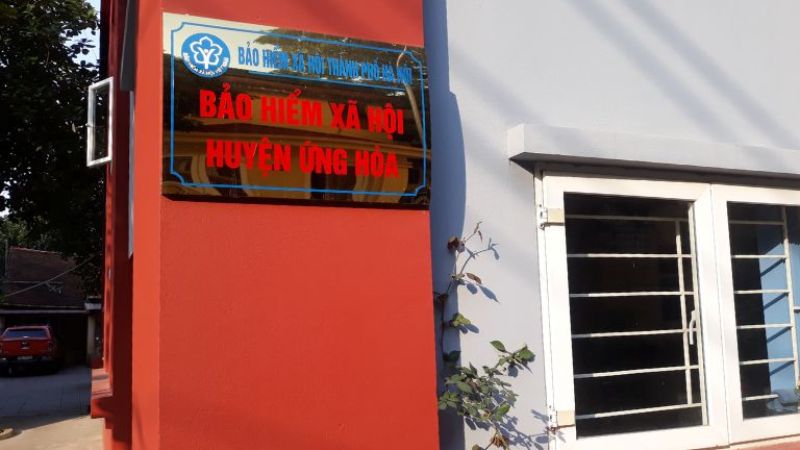 BẢO HIỂM XÃ HỘI THÀNH PHỐ HÀ NỘI
BẢO HIỂM XÃ HỘI
HUYỆN ỨNG HÒA